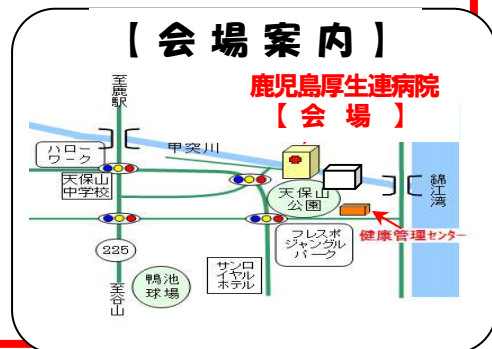 【会場案内】
至鹿駅
鹿児島厚生連病院
【会場】
ハロー
ワーク
甲突川
天保山
中学校
天保山
公園
錦江湾
健康管理センター
フレスポ
ジャングル
パーク
225
サンロ
イヤル
ホテル
鴨池
球場
至谷山